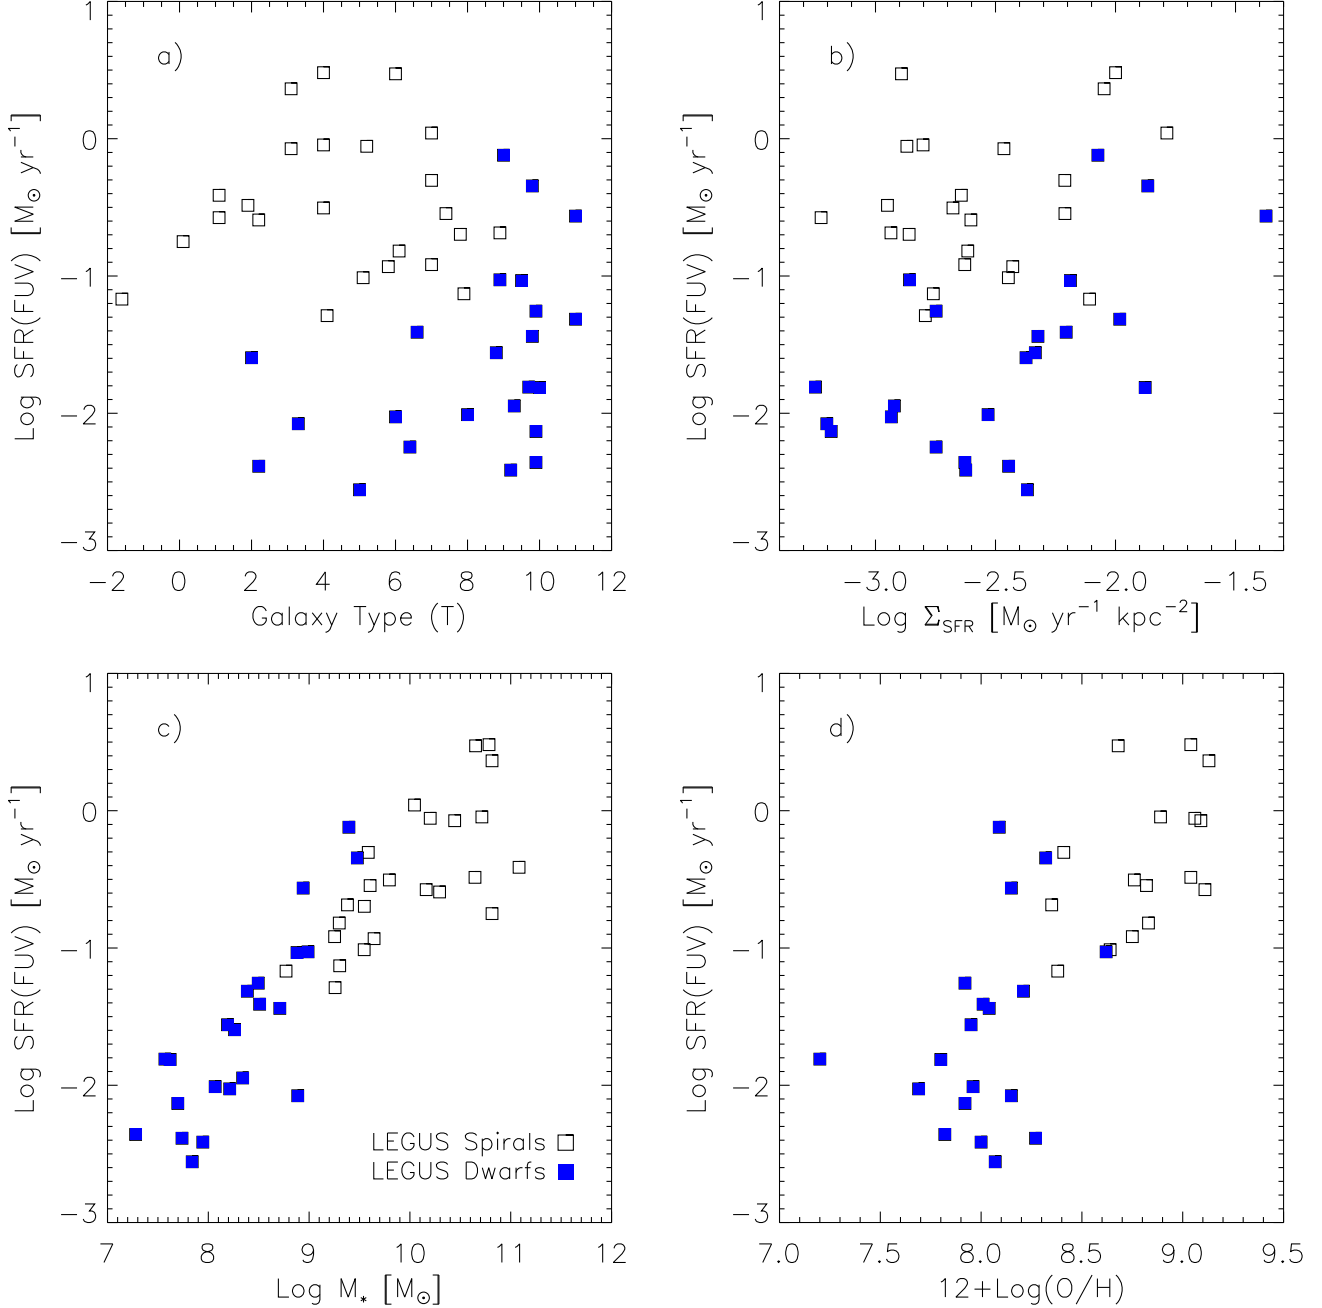 a)
1
0
−1
−2
−3
Log SFR(FUV) [M⊙ yr⁻¹]
−2 0 2 4 6 8 10 12
Galaxy Type (T)
b)
1
0
−1
−2
−3
Log SFR(FUV) [M⊙ yr⁻¹]
−3.0 −2.5 −2.0 −1.5
Log Σ_SFR [M⊙ yr⁻¹ kpc⁻²]
c)
1
0
−1
−2
−3
Log SFR(FUV) [M⊙ yr⁻¹]
LEGUS Spirals
LEGUS Dwarfs
7 8 9 10 11 12
Log M⁎ [M⊙]
d)
1
0
−1
−2
−3
Log SFR(FUV) [M⊙ yr⁻¹]
7.0 7.5 8.0 8.5 9.0 9.5
12+Log(O/H)